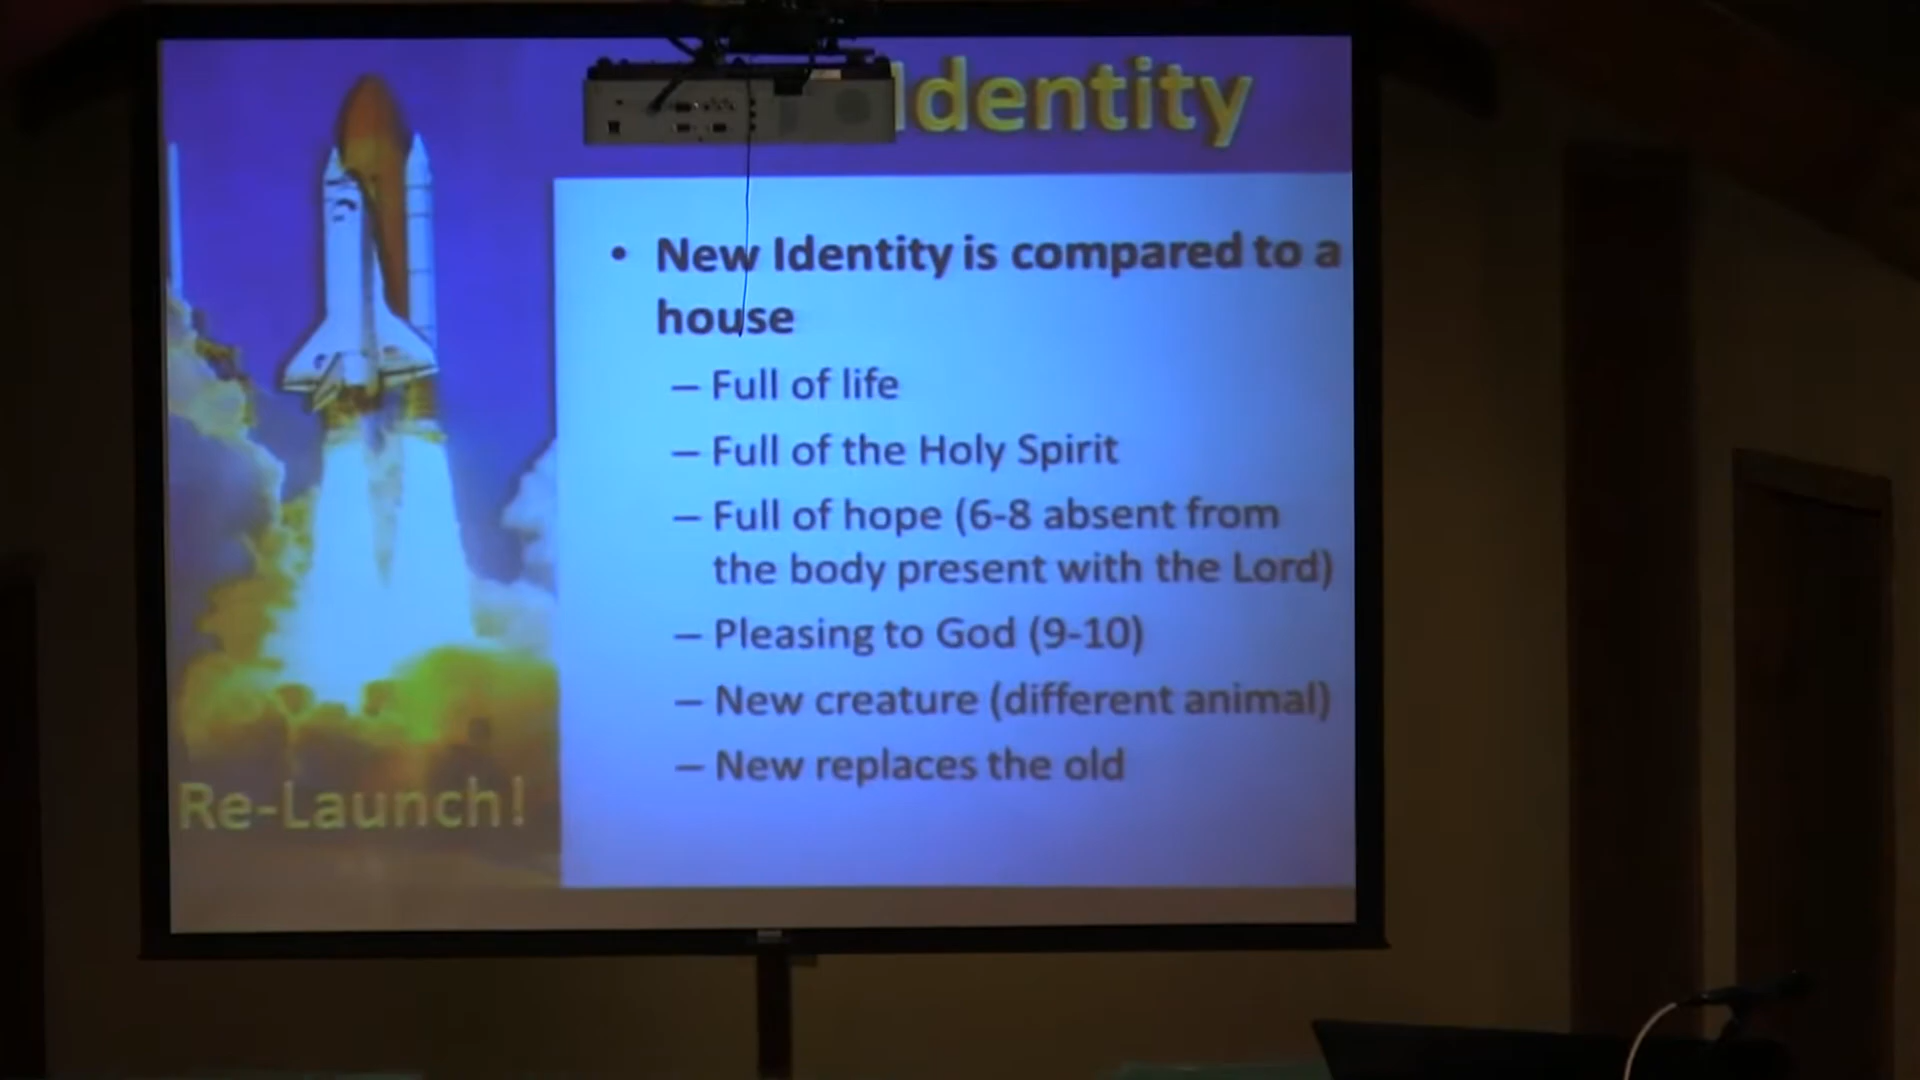 Identity
• New Identity is compared to a
house
– Full of life
– Full of the Holy Spirit
– Full of hope (6-8 absent from
the body present with the Lord)
– Pleasing to God (9-10)
– New creature (different animal)
– New replaces the old
Re-Launch!